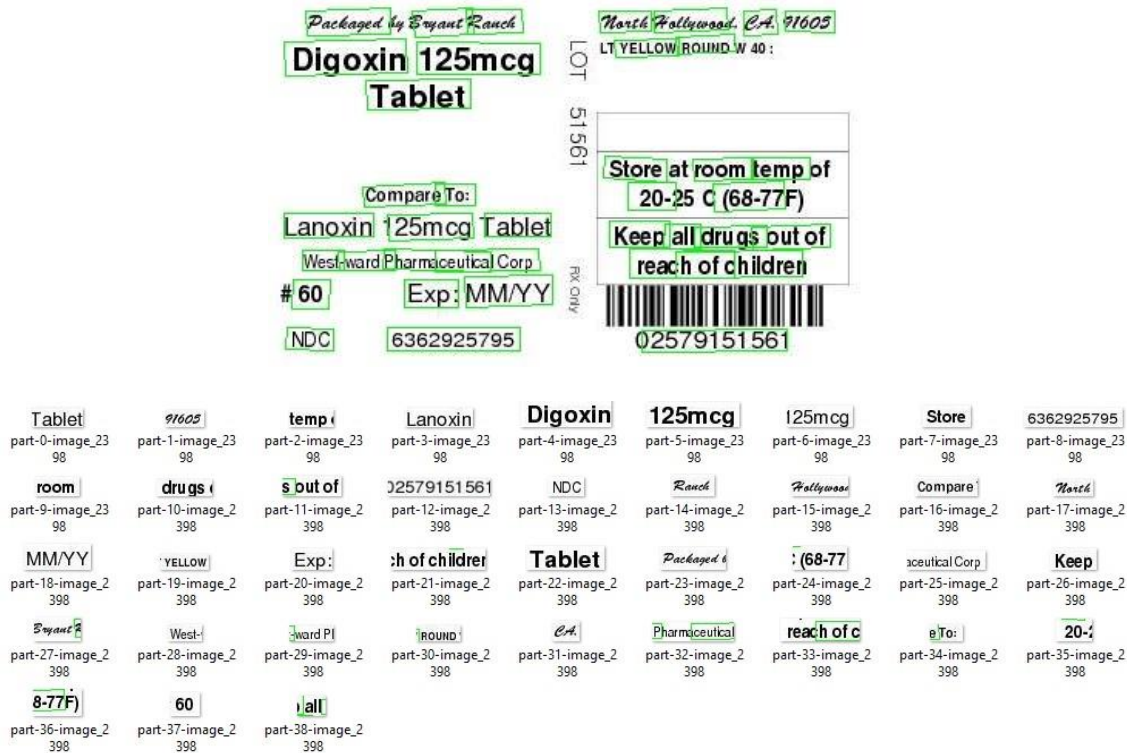 Packaged by Bryant Ranch
Digoxin 125mcg
Tablet
Compare To:
Lanoxin 125mcg Tablet
West-ward Pharmaceutical Corp
# 60 Exp: MM/YY
NDC 6362925795
LOT 51561
RX Only
North Hollywood, CA. 91605
LT YELLOW ROUND W 40 :
Store at room temp of
20-25 C (68-77F)
Keep all drugs out of
reach of children
02579151561
Tablet 91605 temp Lanoxin Digoxin 125mcg 125mcg Store 6362925795
part-0-image_2398 part-1-image_2398 part-2-image_2398 part-3-image_2398 part-4-image_2398 part-5-image_2398 part-6-image_2398 part-7-image_2398 part-8-image_2398
room drugs s out of 02579151561 NDC Ranch Hollywood Compare North
part-9-image_2398 part-10-image_2398 part-11-image_2398 part-12-image_2398 part-13-image_2398 part-14-image_2398 part-15-image_2398 part-16-image_2398 part-17-image_2398
MM/YY YELLOW Exp: ch of children Tablet Packaged b : (68-77 aceutical Corp Keep
part-18-image_2398 part-19-image_2398 part-20-image_2398 part-21-image_2398 part-22-image_2398 part-23-image_2398 part-24-image_2398 part-25-image_2398 part-26-image_2398
Bryant R West- -ward Pl ROUND CA. Pharmaceutical reach of c e To: 20-2
part-27-image_2398 part-28-image_2398 part-29-image_2398 part-30-image_2398 part-31-image_2398 part-32-image_2398 part-33-image_2398 part-34-image_2398 part-35-image_2398
8-77F) 60 all
part-36-image_2398 part-37-image_2398 part-38-image_2398